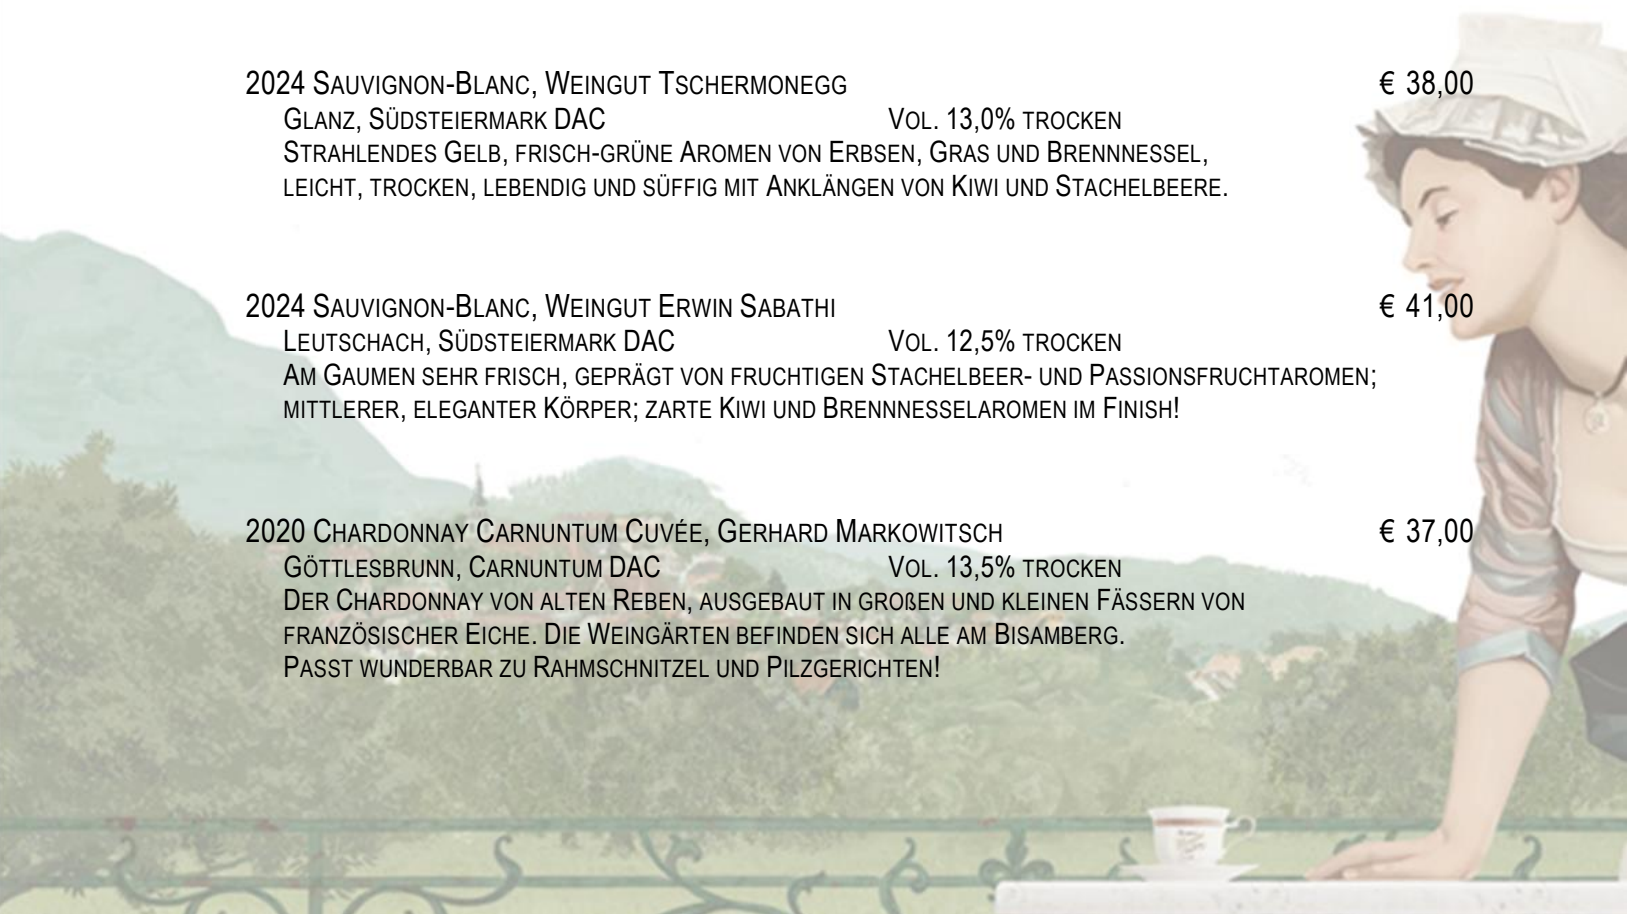 2024 Sauvignon-Blanc, Weingut Tschermonegg € 38,00
Glanz, Südsteiermark DAC Vol. 13,0% trocken
Strahlendes Gelb, frisch-grüne Aromen von Erbsen, Gras und Brennnessel,
leicht, trocken, lebendig und süffig mit Anklängen von Kiwi und Stachelbeere.
2024 Sauvignon-Blanc, Weingut Erwin Sabathi € 41,00
Leutschach, Südsteiermark DAC Vol. 12,5% trocken
Am Gaumen sehr frisch, geprägt von fruchtigen Stachelbeer- und Passionsfruchtaromen;
mittlerer, eleganter Körper; zarte Kiwi und Brennnesselaromen im Finish!
2020 Chardonnay Carnuntum Cuvée, Gerhard Markowitsch € 37,00
Göttlesbrunn, Carnuntum DAC Vol. 13,5% trocken
Der Chardonnay von alten Reben, ausgebaut in großen und kleinen Fässern von
französischer Eiche. Die Weingärten befinden sich alle am Bisamberg.
Passt wunderbar zu Rahmschnitzel und Pilzgerichten!